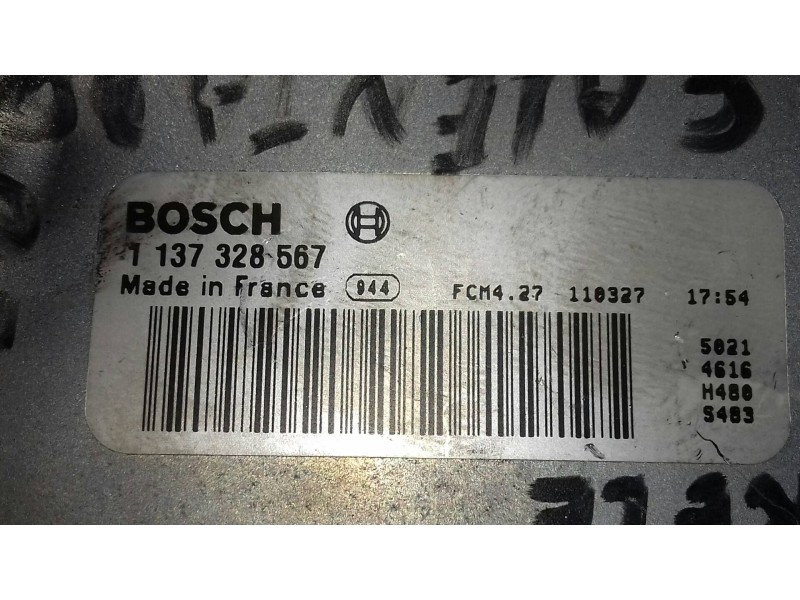 BOSCH
1 137 328 567
Made in France 944 FCM4.27 110327 17:54
5021
4616
H480
S483